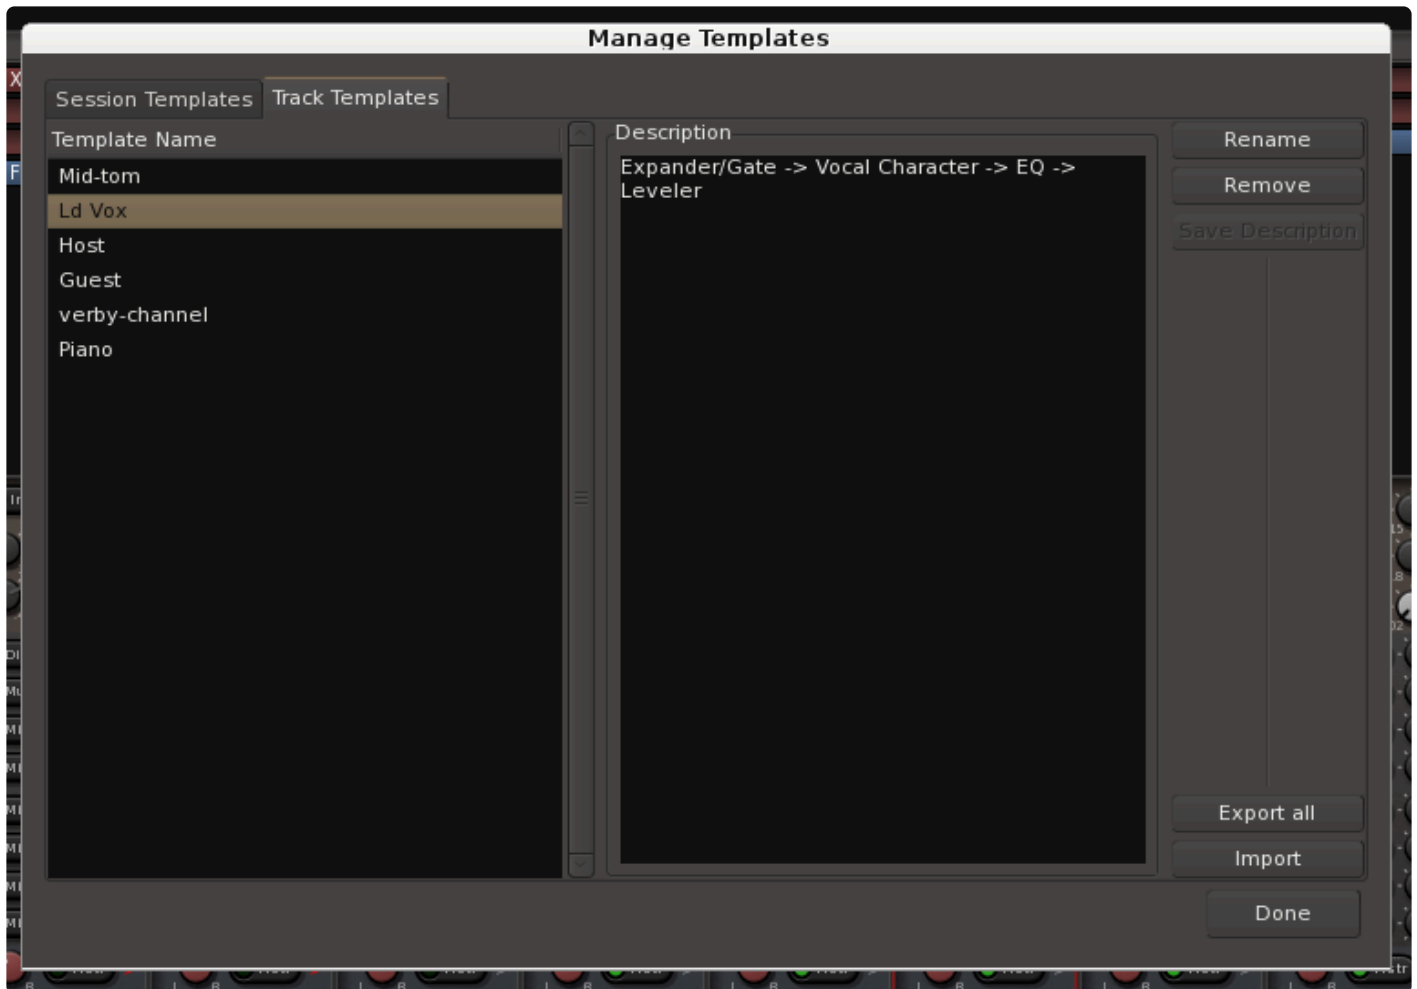 Manage Templates
Session Templates
Track Templates
Template Name
Mid-tom
Ld Vox
Host
Guest
verby-channel
Piano
Description
Expander/Gate -> Vocal Character -> EQ ->
Leveler
Rename
Remove
Save Description
Export all
Import
Done